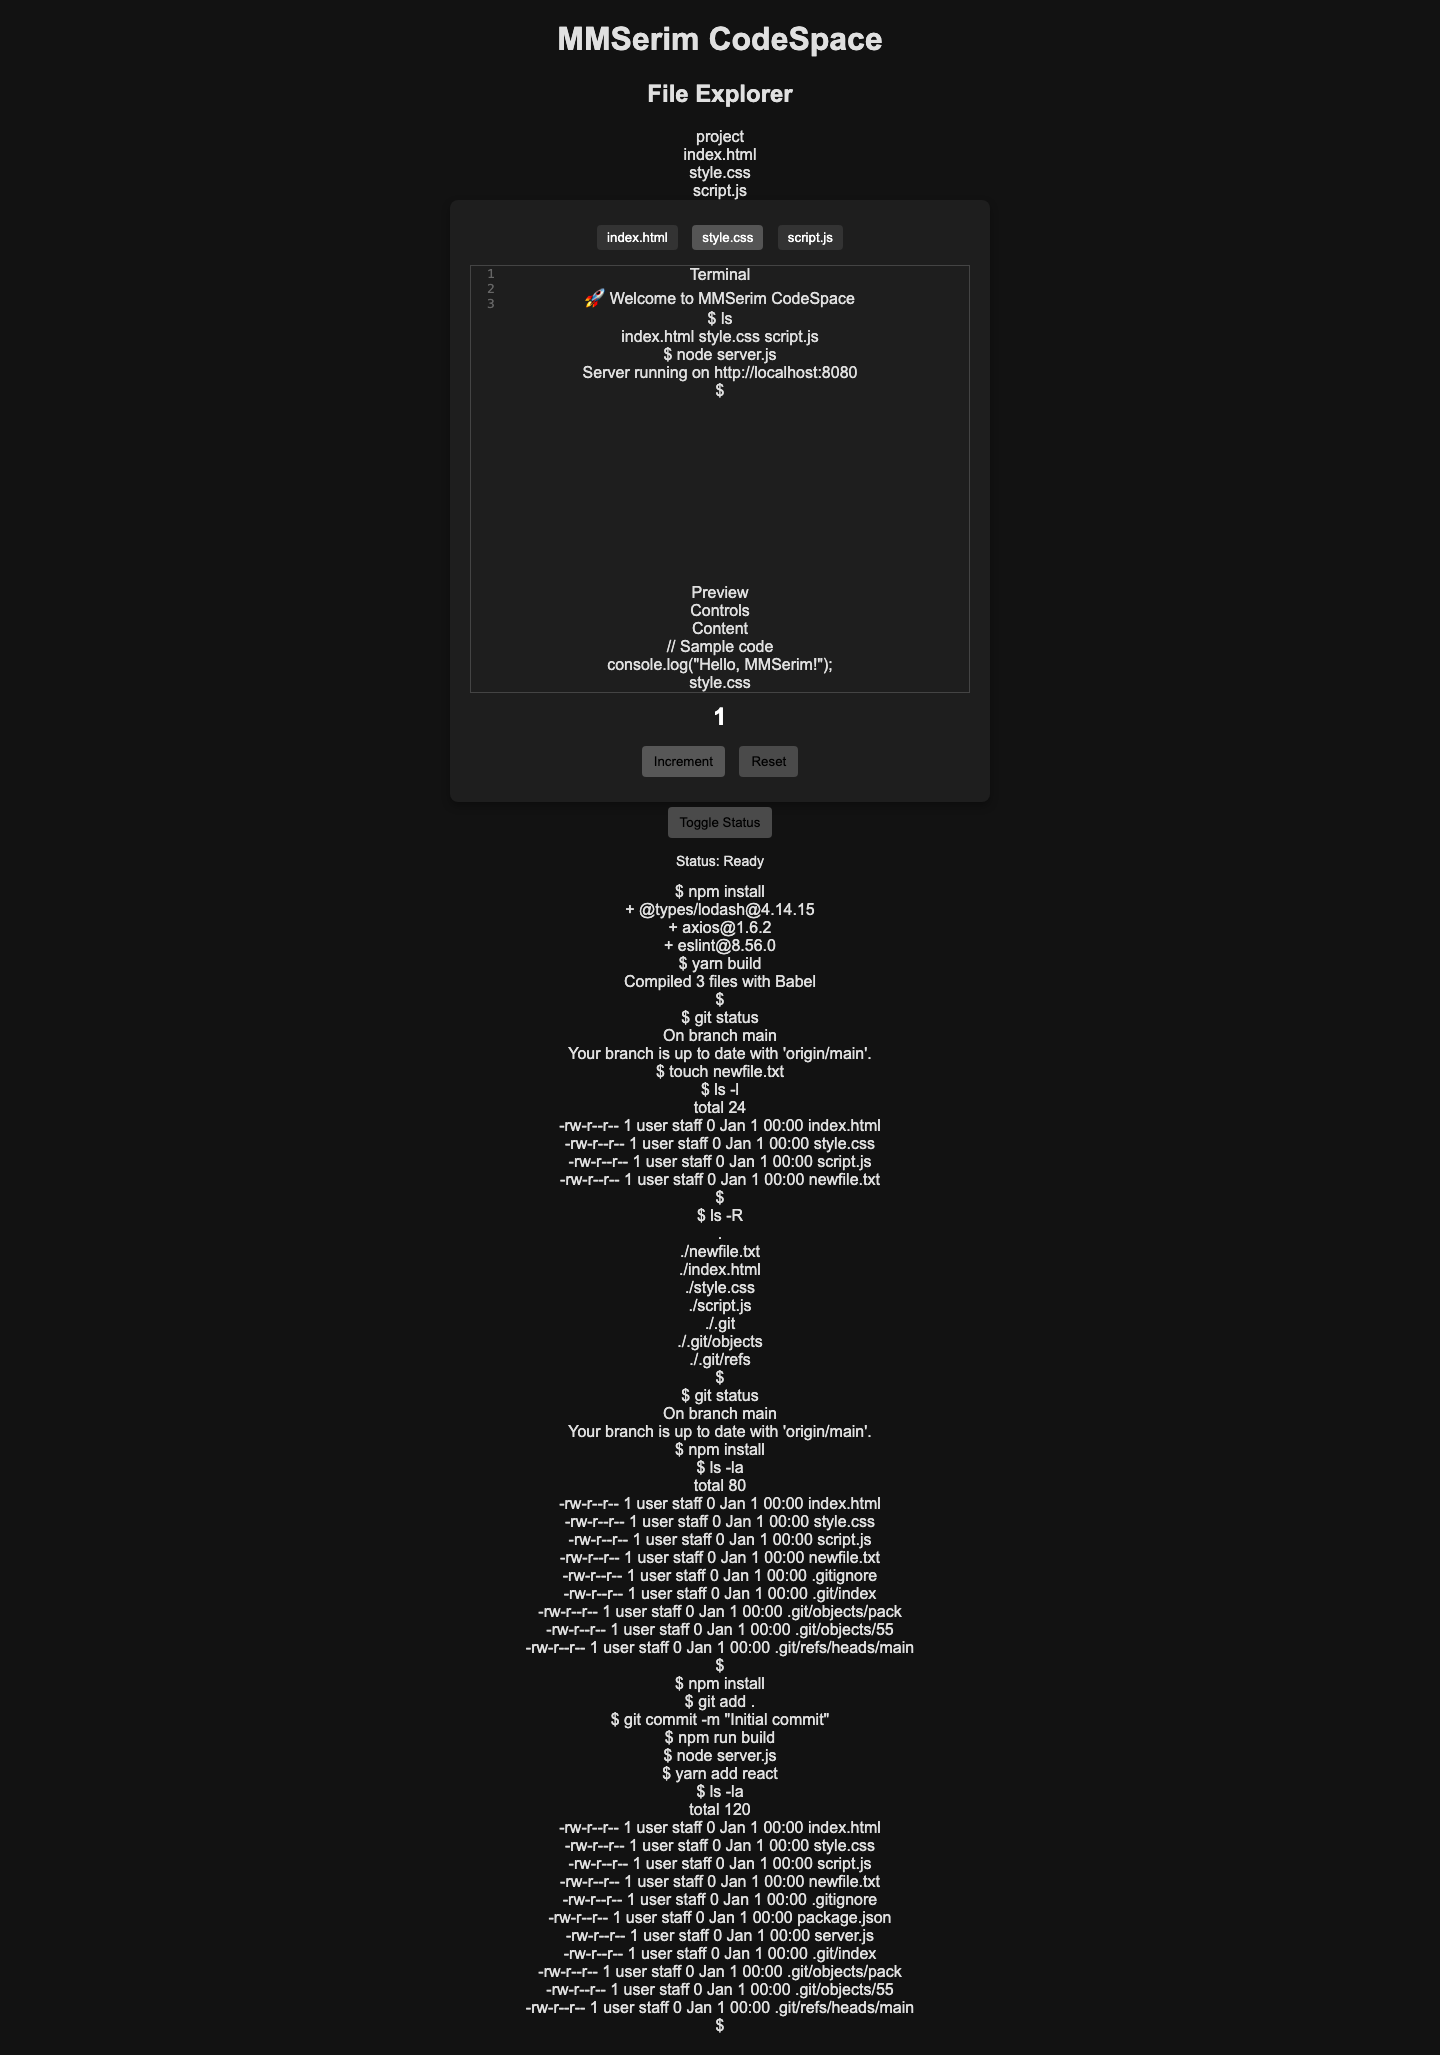 MMSerim CodeSpace
File Explorer
project
index.html
style.css
script.js
index.html style.css script.js
1 Terminal
2
🚀 Welcome to MMSerim CodeSpace
3
$ ls
index.html style.css script.js
$ node server.js
Server running on http://localhost:8080
$
Preview
Controls
Content
// Sample code
console.log("Hello, MMSerim!");
style.css
1
Increment Reset
Toggle Status
Status: Ready
$ npm install
+ @types/lodash@4.14.15
+ axios@1.6.2
+ eslint@8.56.0
$ yarn build
Compiled 3 files with Babel
$
$ git status
On branch main
Your branch is up to date with 'origin/main'.
$ touch newfile.txt
$ ls -l
total 24
-rw-r--r-- 1 user staff 0 Jan 1 00:00 index.html
-rw-r--r-- 1 user staff 0 Jan 1 00:00 style.css
-rw-r--r-- 1 user staff 0 Jan 1 00:00 script.js
-rw-r--r-- 1 user staff 0 Jan 1 00:00 newfile.txt
$
$ ls -R
.
./newfile.txt
./index.html
./style.css
./script.js
./.git
./.git/objects
./.git/refs
$
$ git status
On branch main
Your branch is up to date with 'origin/main'.
$ npm install
$ ls -la
total 80
-rw-r--r-- 1 user staff 0 Jan 1 00:00 index.html
-rw-r--r-- 1 user staff 0 Jan 1 00:00 style.css
-rw-r--r-- 1 user staff 0 Jan 1 00:00 script.js
-rw-r--r-- 1 user staff 0 Jan 1 00:00 newfile.txt
-rw-r--r-- 1 user staff 0 Jan 1 00:00 .gitignore
-rw-r--r-- 1 user staff 0 Jan 1 00:00 .git/index
-rw-r--r-- 1 user staff 0 Jan 1 00:00 .git/objects/pack
-rw-r--r-- 1 user staff 0 Jan 1 00:00 .git/objects/55
-rw-r--r-- 1 user staff 0 Jan 1 00:00 .git/refs/heads/main
$
$ npm install
$ git add .
$ git commit -m "Initial commit"
$ npm run build
$ node server.js
$ yarn add react
$ ls -la
total 120
-rw-r--r-- 1 user staff 0 Jan 1 00:00 index.html
-rw-r--r-- 1 user staff 0 Jan 1 00:00 style.css
-rw-r--r-- 1 user staff 0 Jan 1 00:00 script.js
-rw-r--r-- 1 user staff 0 Jan 1 00:00 newfile.txt
-rw-r--r-- 1 user staff 0 Jan 1 00:00 .gitignore
-rw-r--r-- 1 user staff 0 Jan 1 00:00 package.json
-rw-r--r-- 1 user staff 0 Jan 1 00:00 server.js
-rw-r--r-- 1 user staff 0 Jan 1 00:00 .git/index
-rw-r--r-- 1 user staff 0 Jan 1 00:00 .git/objects/pack
-rw-r--r-- 1 user staff 0 Jan 1 00:00 .git/objects/55
-rw-r--r-- 1 user staff 0 Jan 1 00:00 .git/refs/heads/main
$